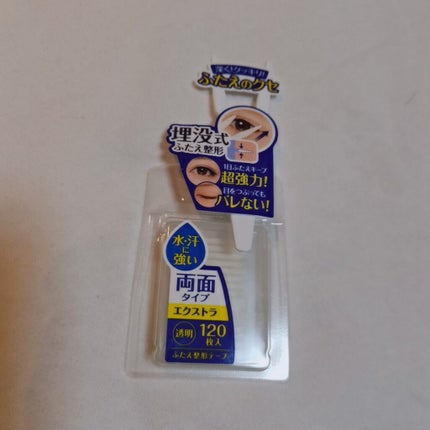 深く!クッキリ!
ふたえのクセ
埋没式
ふたえ整形
1日ふたえキープ
超強力!
目をつぶっても
バレない!
水・汗
に
強い
両面
タイプ
エクストラ
透明
120
枚入
ふたえ整形テープ